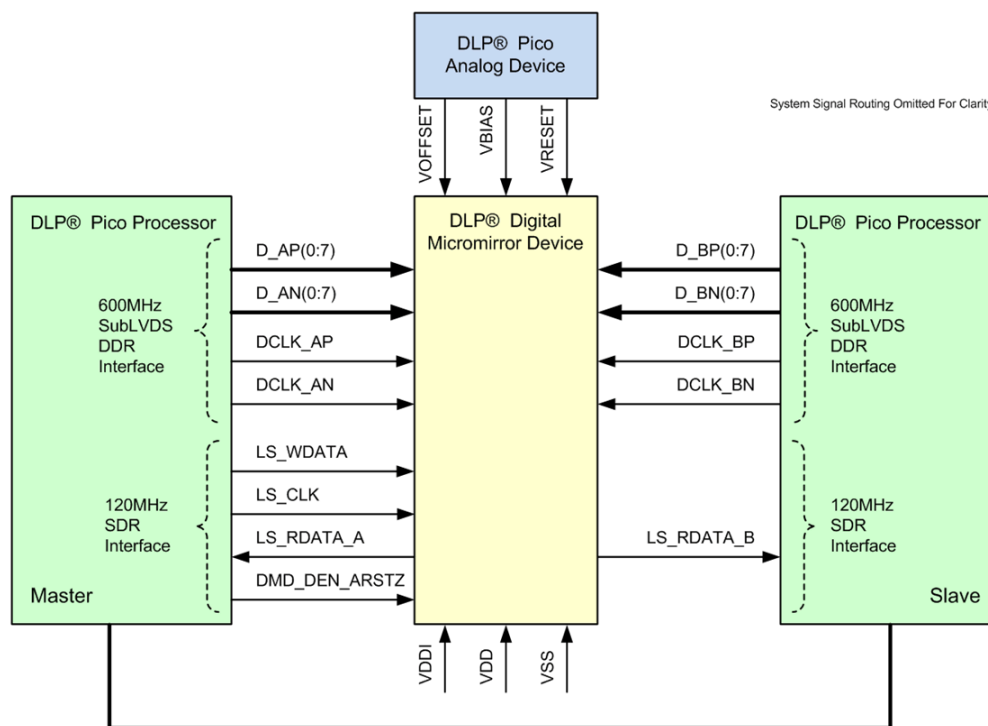 DLP® Pico
Analog Device
System Signal Routing Omitted For Clarity
VOFFSET
VBIAS
VRESET
DLP® Pico Processor
600MHz
SubLVDS
DDR
Interface
120MHz
SDR
Interface
Master
D_AP(0:7)
D_AN(0:7)
DCLK_AP
DCLK_AN
LS_WDATA
LS_CLK
LS_RDATA_A
DMD_DEN_ARSTZ
DLP® Digital
Micromirror Device
D_BP(0:7)
D_BN(0:7)
DCLK_BP
DCLK_BN
LS_RDATA_B
DLP® Pico Processor
600MHz
SubLVDS
DDR
Interface
120MHz
SDR
Interface
Slave
VDDI
VDD
VSS